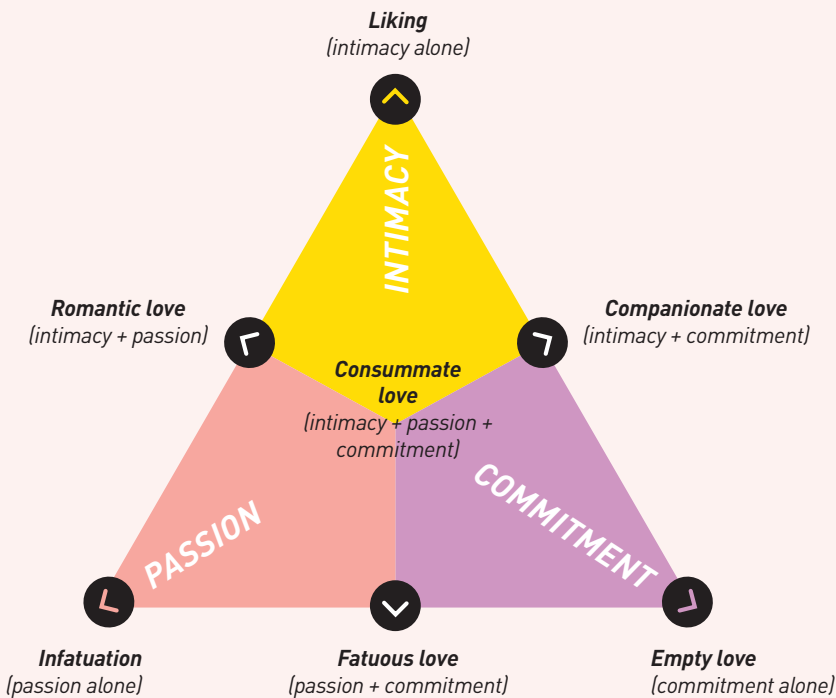 Liking
(intimacy alone)
INTIMACY
Romantic love
(intimacy + passion)
Companionate love
(intimacy + commitment)
Consummate
love
(intimacy + passion +
commitment)
PASSION
COMMITMENT
Infatuation
(passion alone)
Fatuous love
(passion + commitment)
Empty love
(commitment alone)